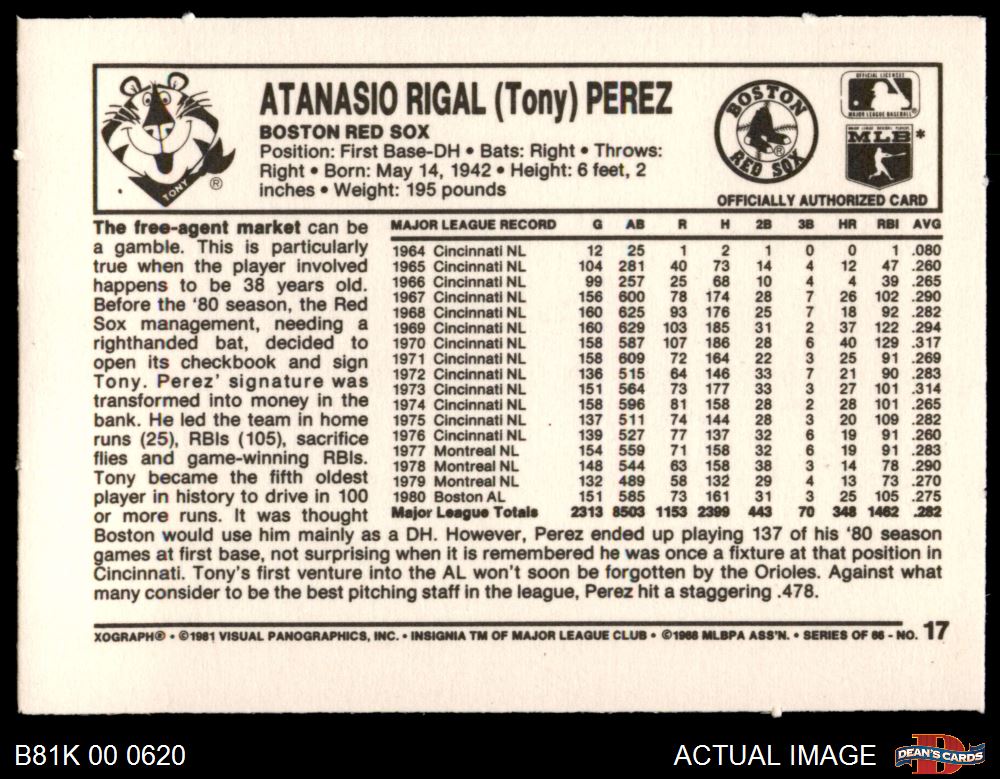 TONY
®
ATANASIO RIGAL (Tony) PEREZ
BOSTON RED SOX
Position: First Base-DH • Bats: Right • Throws:
Right • Born: May 14, 1942 • Height: 6 feet, 2
inches • Weight: 195 pounds
BOSTON
RED SOX
®
OFFICIAL LICENSEE
MAJOR LEAGUE BASEBALL®
MAJOR LEAGUE BASEBALL PLAYERS
MLB *
OFFICIALLY AUTHORIZED CARD
The free-agent market can be
a gamble. This is particularly
true when the player involved
happens to be 38 years old.
Before the '80 season, the Red
Sox management, needing a
righthanded bat, decided to
open its checkbook and sign
Tony. Perez' signature was
transformed into money in the
bank. He led the team in home
runs (25), RBIs (105), sacrifice
flies and game-winning RBIs.
Tony became the fifth oldest
player in history to drive in 100
or more runs. It was thought
Boston would use him mainly as a DH. However, Perez ended up playing 137 of his '80 season
games at first base, not surprising when it is remembered he was once a fixture at that position in
Cincinnati. Tony's first venture into the AL won't soon be forgotten by the Orioles. Against what
many consider to be the best pitching staff in the league, Perez hit a staggering .478.
MAJOR LEAGUE RECORD G AB R H 2B 3B HR RBI AVG
1964 Cincinnati NL 12 25 1 2 1 0 0 1 .080
1965 Cincinnati NL 104 281 40 73 14 4 12 47 .260
1966 Cincinnati NL 99 257 25 68 10 4 4 39 .265
1967 Cincinnati NL 156 600 78 174 28 7 26 102 .290
1968 Cincinnati NL 160 625 93 176 25 7 18 92 .282
1969 Cincinnati NL 160 629 103 185 31 2 37 122 .294
1970 Cincinnati NL 158 587 107 186 28 6 40 129 .317
1971 Cincinnati NL 158 609 72 164 22 3 25 91 .269
1972 Cincinnati NL 136 515 64 146 33 7 21 90 .283
1973 Cincinnati NL 151 564 73 177 33 3 27 101 .314
1974 Cincinnati NL 158 596 81 158 28 2 28 101 .265
1975 Cincinnati NL 137 511 74 144 28 3 20 109 .282
1976 Cincinnati NL 139 527 77 137 32 6 19 91 .260
1977 Montreal NL 154 559 71 158 32 6 19 91 .283
1978 Montreal NL 148 544 63 158 38 3 14 78 .290
1979 Montreal NL 132 489 58 132 29 4 13 73 .270
1980 Boston AL 151 585 73 161 31 3 25 105 .275
Major League Totals 2313 8503 1153 2399 443 70 348 1462 .282
XOGRAPH® • ©1981 VISUAL PANOGRAPHICS, INC. • INSIGNIA TM OF MAJOR LEAGUE CLUB • ©1968 MLBPA ASS'N. • SERIES OF 66 - NO. 17
B81K 00 0620
ACTUAL IMAGE
DEAN'S CARDS